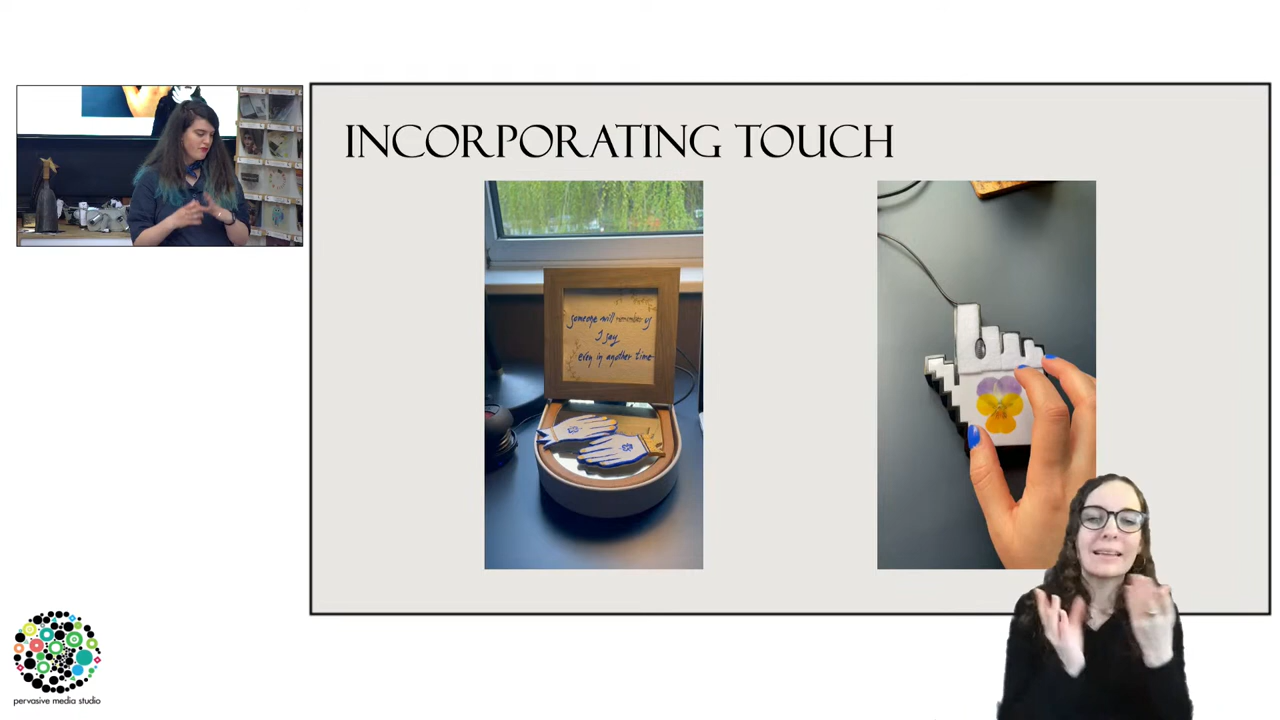 INCORPORATING TOUCH
someone will remember us
I say
even in another time
pervasive media studio